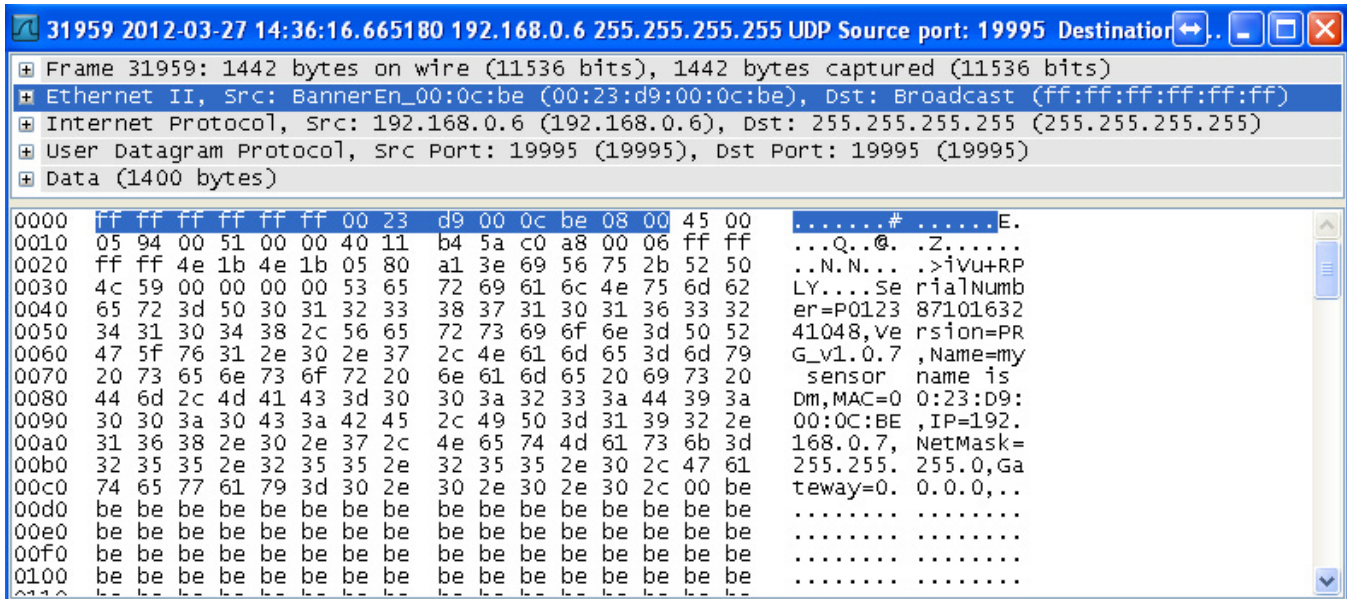 31959 2012-03-27 14:36:16.665180 192.168.0.6 255.255.255.255 UDP Source port: 19995 Destination ..
Frame 31959: 1442 bytes on wire (11536 bits), 1442 bytes captured (11536 bits)
Ethernet II, Src: BannerEn_00:0c:be (00:23:d9:00:0c:be), Dst: Broadcast (ff:ff:ff:ff:ff:ff)
Internet Protocol, Src: 192.168.0.6 (192.168.0.6), Dst: 255.255.255.255 (255.255.255.255)
User Datagram Protocol, Src Port: 19995 (19995), Dst Port: 19995 (19995)
Data (1400 bytes)
0000 ff ff ff ff ff ff 00 23 d9 00 0c be 08 00 45 00 .......# ......E.
0010 05 94 00 51 00 00 40 11 b4 5a c0 a8 00 06 ff ff ...Q..@. .Z......
0020 ff ff 4e 1b 4e 1b 05 80 a1 3e 69 56 75 2b 52 50 ..N.N... .>iVu+RP
0030 4c 59 00 00 00 00 53 65 72 69 61 6c 4e 75 6d 62 LY....Se rialNumb
0040 65 72 3d 50 30 31 32 33 38 37 31 30 31 36 33 32 er=P0123 87101632
0050 34 31 30 34 38 2c 56 65 72 73 69 6f 6e 3d 50 52 41048,Ve rsion=PR
0060 47 5f 76 31 2e 30 2e 37 2c 4e 61 6d 65 3d 6d 79 G_v1.0.7 ,Name=my
0070 20 73 65 6e 73 6f 72 20 6e 61 6d 65 20 69 73 20 sensor name is
0080 44 6d 2c 4d 41 43 3d 30 30 3a 32 33 3a 44 39 3a Dm,MAC=0 0:23:D9:
0090 30 30 3a 30 43 3a 42 45 2c 49 50 3d 31 39 32 2e 00:0C:BE ,IP=192.
00a0 31 36 38 2e 30 2e 37 2c 4e 65 74 4d 61 73 6b 3d 168.0.7, NetMask=
00b0 32 35 35 2e 32 35 35 2e 32 35 35 2e 30 2c 47 61 255.255. 255.0,Ga
00c0 74 65 77 61 79 3d 30 2e 30 2e 30 2e 30 2c 00 be teway=0. 0.0.0,..
00d0 be be be be be be be be be be be be be be be be ........ ........
00e0 be be be be be be be be be be be be be be be be ........ ........
00f0 be be be be be be be be be be be be be be be be ........ ........
0100 be be be be be be be be be be be be be be be be ........ ........